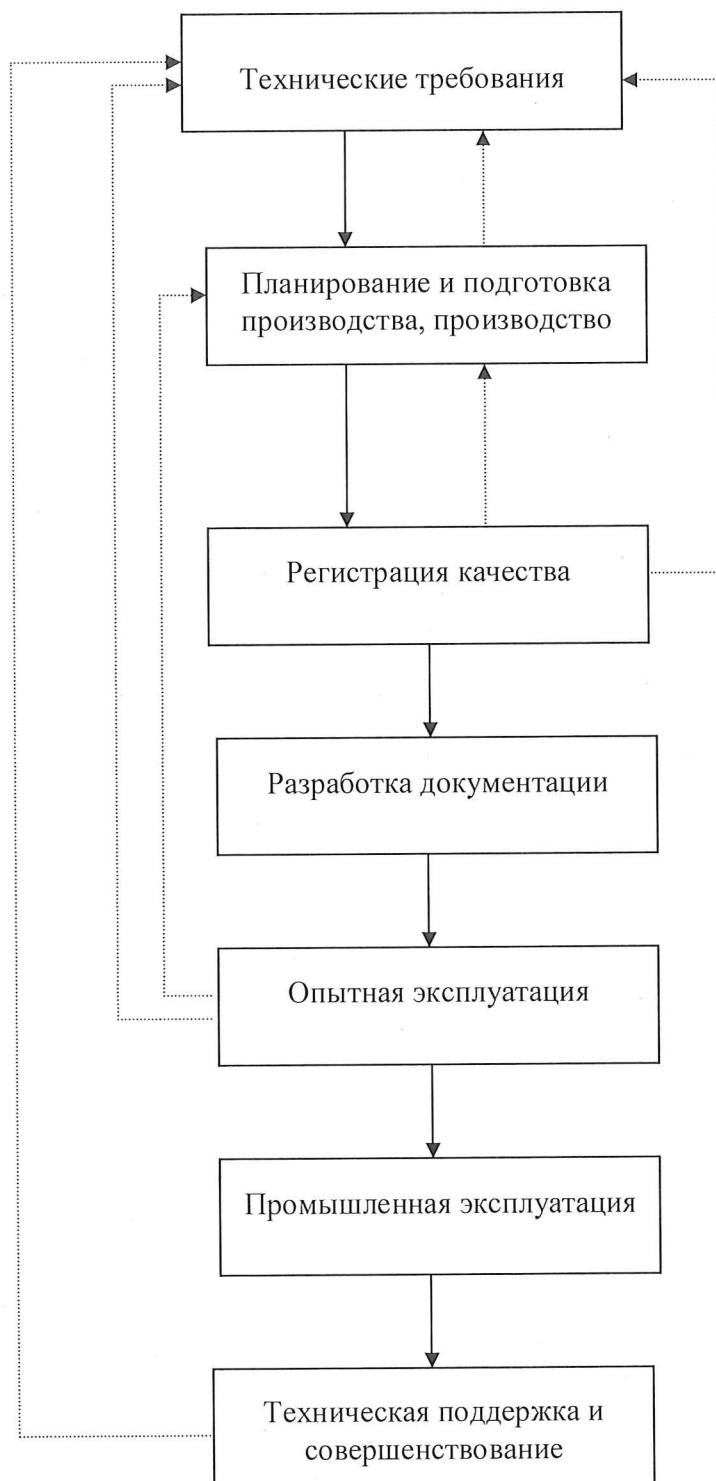 Технические требования
Планирование и подготовка
производства, производство
Регистрация качества
Разработка документации
Опытная эксплуатация
Промышленная эксплуатация
Техническая поддержка и
совершенствование